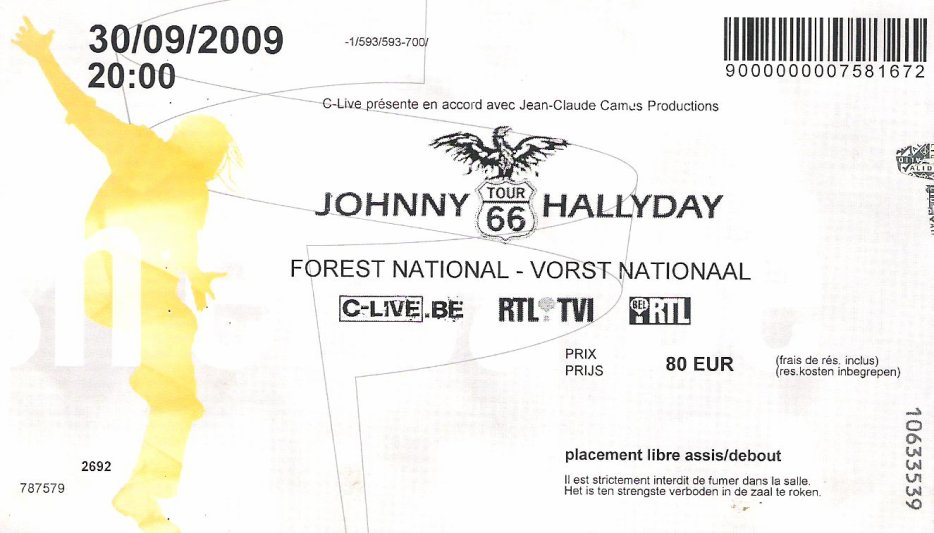 30/09/2009
20:00
-1/593/593-700/
9000000007581672
C-Live présente en accord avec Jean-Claude Camus Productions
JOHNNY TOUR 66 HALLYDAY
FOREST NATIONAL - VORST NATIONAAL
C-LIVE.BE RTL TVI BEL RTL
PRIX
PRIJS
80 EUR
(frais de rés. inclus)
(res.kosten inbegrepen)
placement libre assis/debout
Il est strictement interdit de fumer dans la salle.
Het is ten strengste verboden in de zaal te roken.
2692
787579
10633539